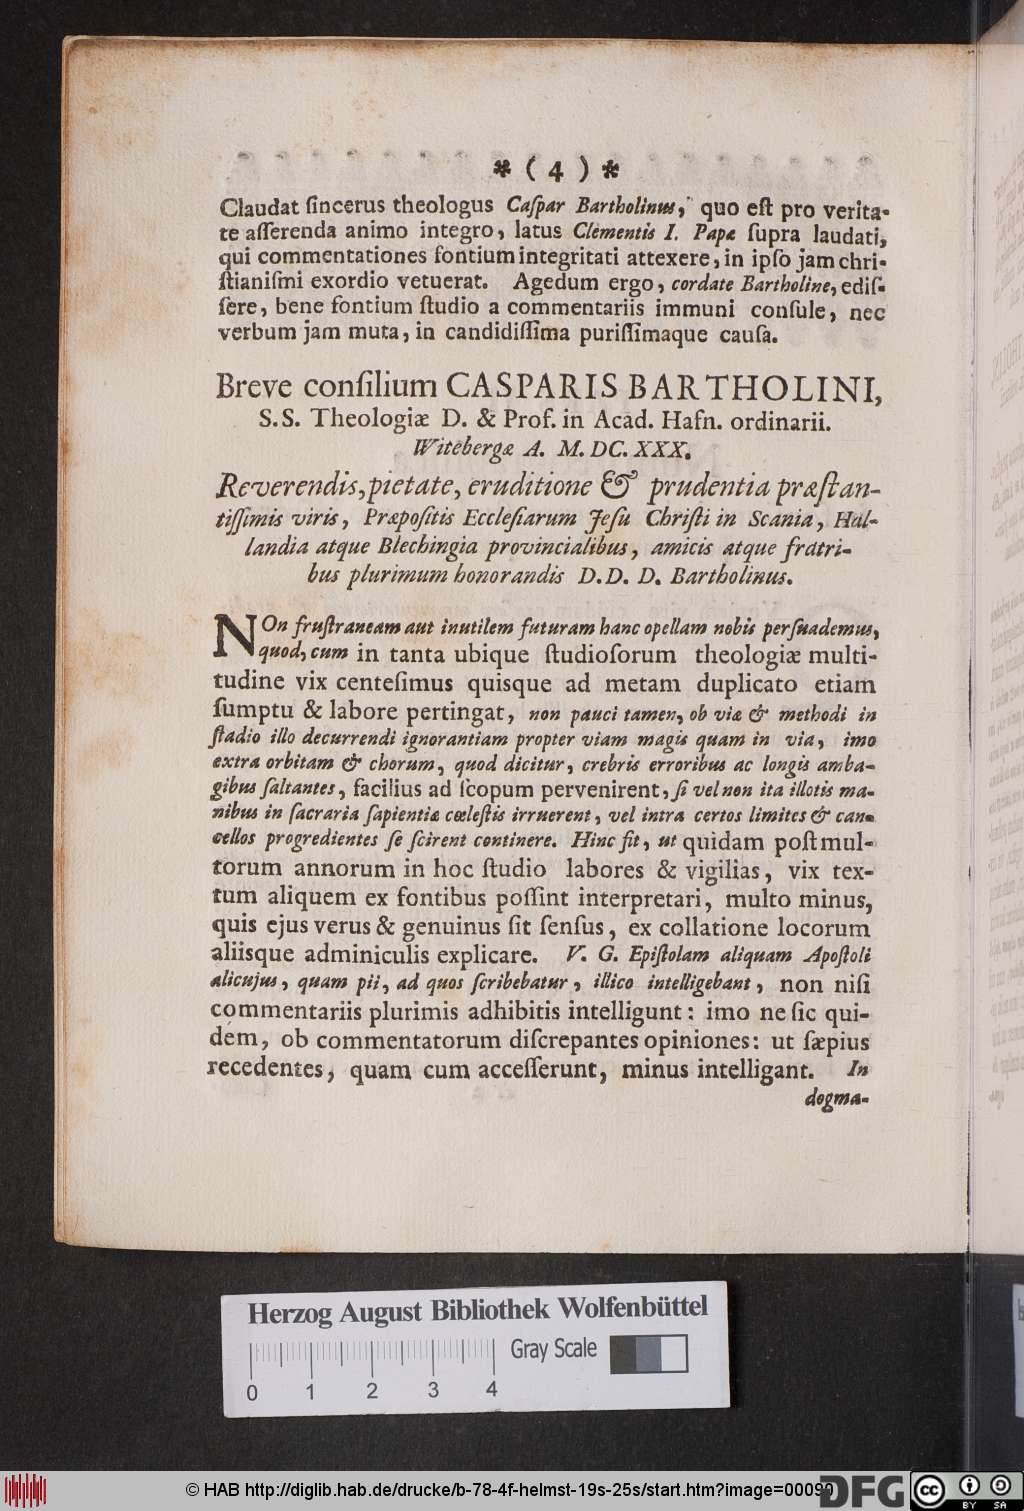 * ( 4 ) *
Claudat ſincerus theologus Caſpar Bartholinus, quo eſt pro verita-
te aſſerenda animo integro, latus Clementis I. Papæ ſupra laudati,
qui commentationes fontium integritati attexere, in ipſo jam chri-
ſtianiſmi exordio vetuerat. Agedum ergo, cordate Bartholine, ediſ-
ſere, bene fontium ſtudio a commentariis immuni conſule, nec
verbum jam muta, in candidiſſima puriſſimaque cauſa.
Breve conſilium CASPARIS BARTHOLINI,
S.S. Theologiæ D. & Prof. in Acad. Hafn. ordinarii.
Witebergæ A. M. DC. XXX.
Reverendis, pietate, eruditione & prudentia præſtan-
tiſſimis viris, Præpoſitis Eccleſiarum Jeſu Chriſti in Scania, Hal-
landia atque Blechingia provincialibus, amicis atque fratri-
bus plurimum honorandis D. D. D. Bartholinus.
NOn fruſtraneam aut inutilem futuram hanc opellam nobis perſuademus,
quod, cum in tanta ubique ſtudioſorum theologiæ multi-
tudine vix centeſimus quisque ad metam duplicato etiam
ſumptu & labore pertingat, non pauci tamen, ob viæ & methodi in
ſtadio illo decurrendi ignorantiam propter viam magis quam in via, imo
extra orbitam & chorum, quod dicitur, crebris erroribus ac longis amba-
gibus ſaltantes, facilius ad ſcopum pervenirent, ſi vel non ita illotis ma-
nibus in ſacraria ſapientiæ cœleſtis irruerent, vel intra certos limites & can-
cellos progredientes ſe ſcirent continere. Hinc fit, ut quidam poſt mul-
torum annorum in hoc ſtudio labores & vigilias, vix tex-
tum aliquem ex fontibus poſſint interpretari, multo minus,
quis ejus verus & genuinus ſit ſenſus, ex collatione locorum
aliisque adminiculis explicare. V. G. Epiſtolam aliquam Apoſtoli
alicujus, quam pii, ad quos ſcribebatur, illico intelligebant, non niſi
commentariis plurimis adhibitis intelligunt: imo ne ſic qui-
dem, ob commentatorum diſcrepantes opiniones: ut ſæpius
recedentes, quam cum acceſſerunt, minus intelligant. In
dogma-
Herzog August Bibliothek Wolfenbüttel
Gray Scale
0 1 2 3 4
© HAB http://diglib.hab.de/drucke/b-78-4f-helmst-19s-25s/start.htm?image=00090
DFG
cc BY SA